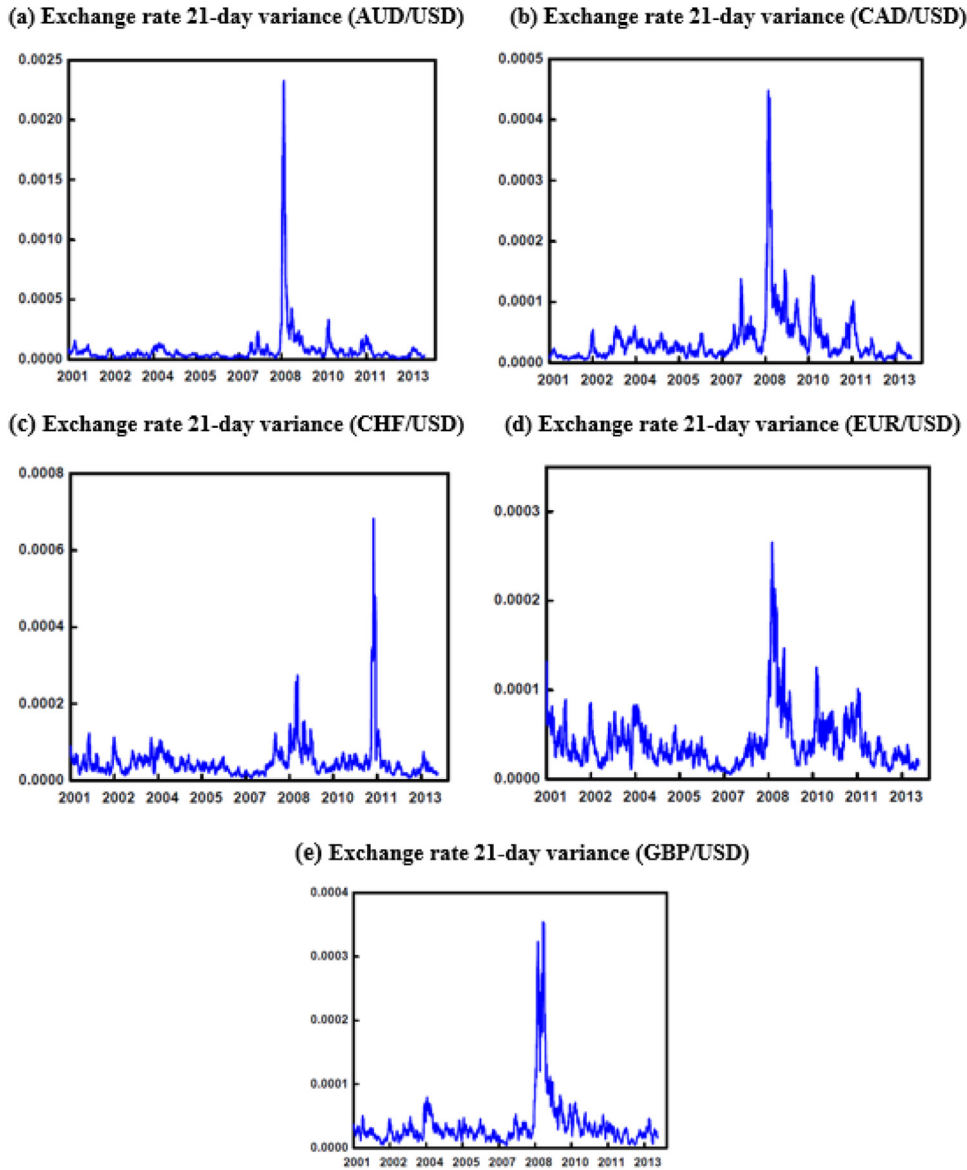 (a) Exchange rate 21-day variance (AUD/USD)
0.0025
0.0020
0.0015
0.0010
0.0005
0.0000
2001 2002 2004 2005 2007 2008 2010 2011 2013
(b) Exchange rate 21-day variance (CAD/USD)
0.0005
0.0004
0.0003
0.0002
0.0001
0.0000
2001 2002 2004 2005 2007 2008 2010 2011 2013
(c) Exchange rate 21-day variance (CHF/USD)
0.0008
0.0006
0.0004
0.0002
0.0000
2001 2002 2004 2005 2007 2008 2010 2011 2013
(d) Exchange rate 21-day variance (EUR/USD)
0.0003
0.0002
0.0001
0.0000
2001 2002 2004 2005 2007 2008 2010 2011 2013
(e) Exchange rate 21-day variance (GBP/USD)
0.0004
0.0003
0.0002
0.0001
0.0000
2001 2002 2004 2005 2007 2008 2010 2011 2013